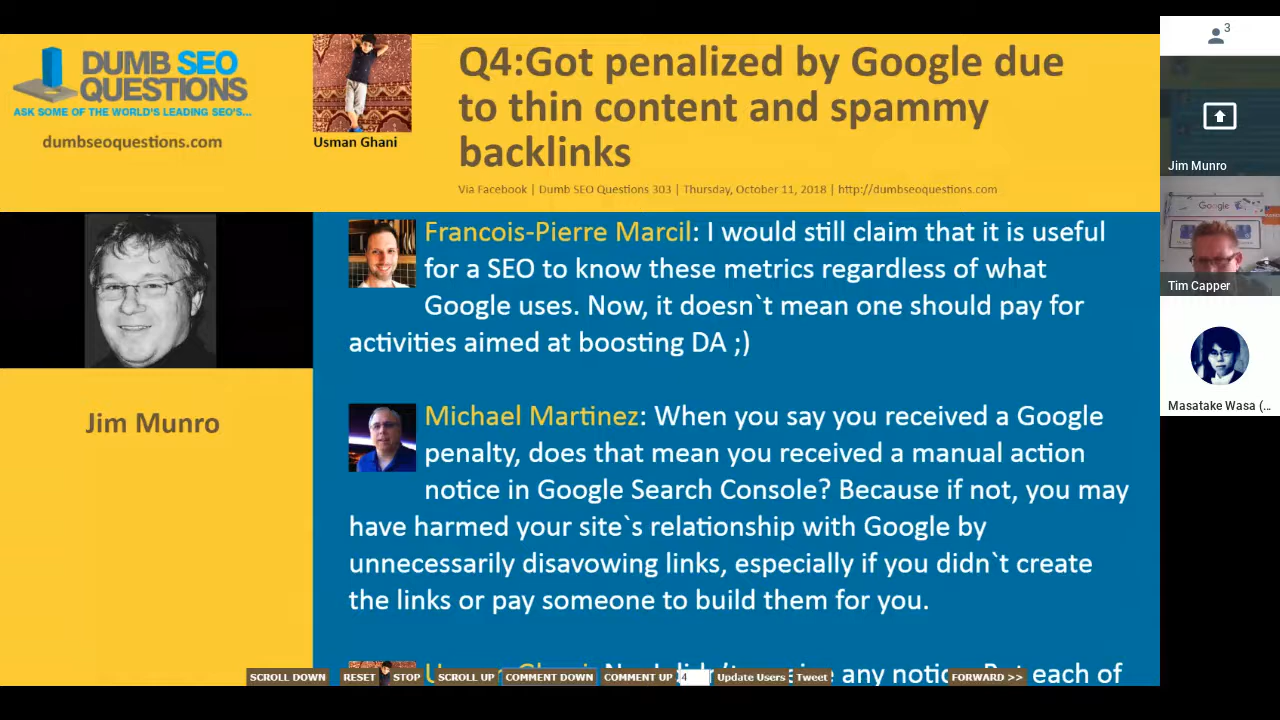 DUMB SEO
QUESTIONS
ASK SOME OF THE WORLD'S LEADING SEO'S...
dumbseoquestions.com
Usman Ghani
Q4:Got penalized by Google due
to thin content and spammy
backlinks
Via Facebook | Dumb SEO Questions 303 | Thursday, October 11, 2018 | http://dumbseoquestions.com
Jim Munro
Francois-Pierre Marcil: I would still claim that it is useful
for a SEO to know these metrics regardless of what
Google uses. Now, it doesn`t mean one should pay for
activities aimed at boosting DA ;)
Michael Martinez: When you say you received a Google
penalty, does that mean you received a manual action
notice in Google Search Console? Because if not, you may
have harmed your site`s relationship with Google by
unnecessarily disavowing links, especially if you didn`t create
the links or pay someone to build them for you.
any each of
SCROLL DOWN RESET STOP SCROLL UP COMMENT DOWN COMMENT UP 4 Update Users Tweet FORWARD >>
3
Jim Munro
Google
Tim Capper
Masatake Wasa (...